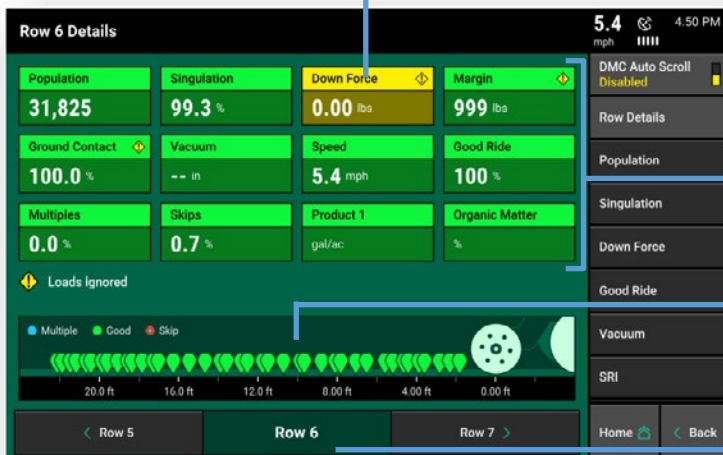 Row 6 Details
5.4 mph
4:50 PM
Population
31,825
Singulation
99.3 %
Down Force
0.00 lbs
Margin
999 lbs
Ground Contact
100.0 %
Vacuum
-- in
Speed
5.4 mph
Good Ride
100 %
Multiples
0.0 %
Skips
0.7 %
Product 1
gal/ac
Organic Matter
%
Loads Ignored
Multiple Good Skip
20.0 ft 16.0 ft 12.0 ft 8.00 ft 4.00 ft 0.00 ft
< Row 5
Row 6
Row 7 >
DMC Auto Scroll
Disabled
Row Details
Population
Singulation
Down Force
Good Ride
Vacuum
SRI
Home
< Back